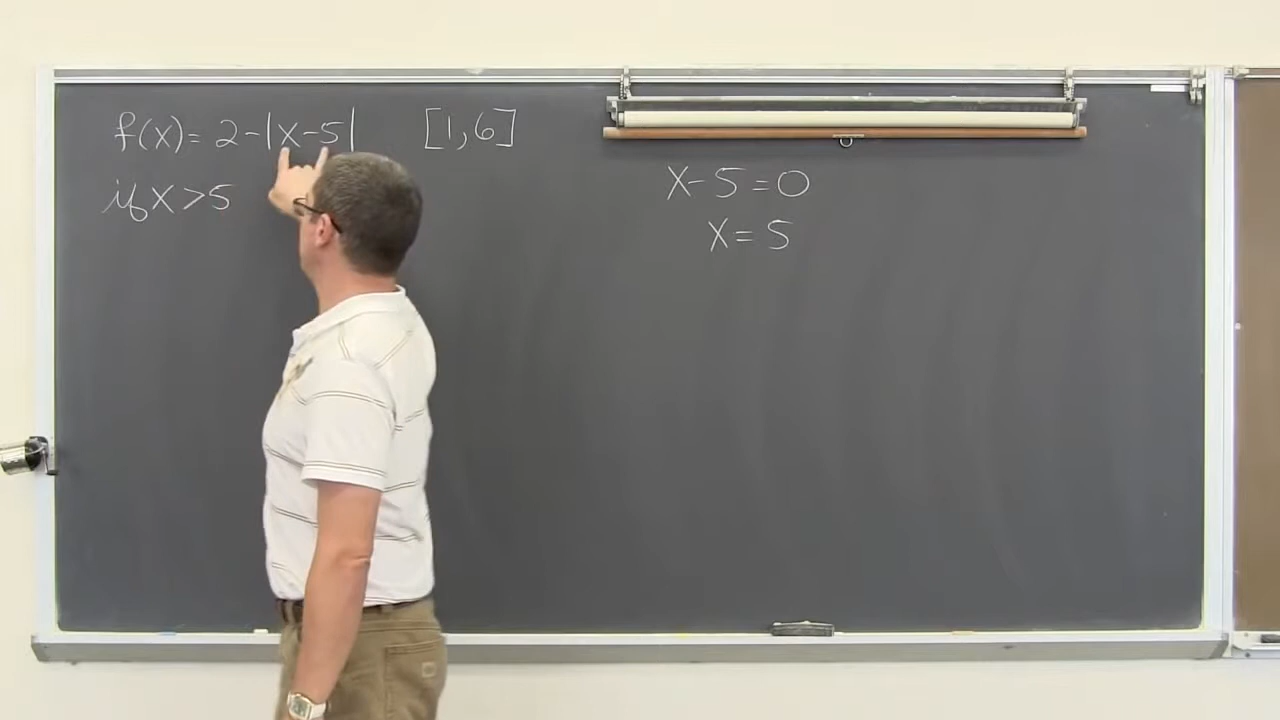 f(x) = 2-|x-5| [1,6]
if x > 5
x-5=0
x = 5